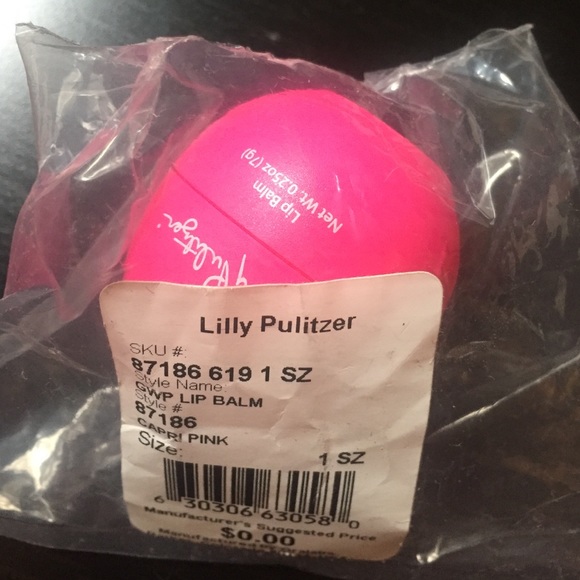 Lip Balm
Net Wt. 0.25oz (7g)
Pulitzer
Lilly Pulitzer
SKU #:
87186 619 1 SZ
Style Name:
GWP LIP BALM
Style #
87186
CAPRI PINK
Size: 1 SZ
6 30306 63058 0
Manufacturer's Suggested Price
$0.00